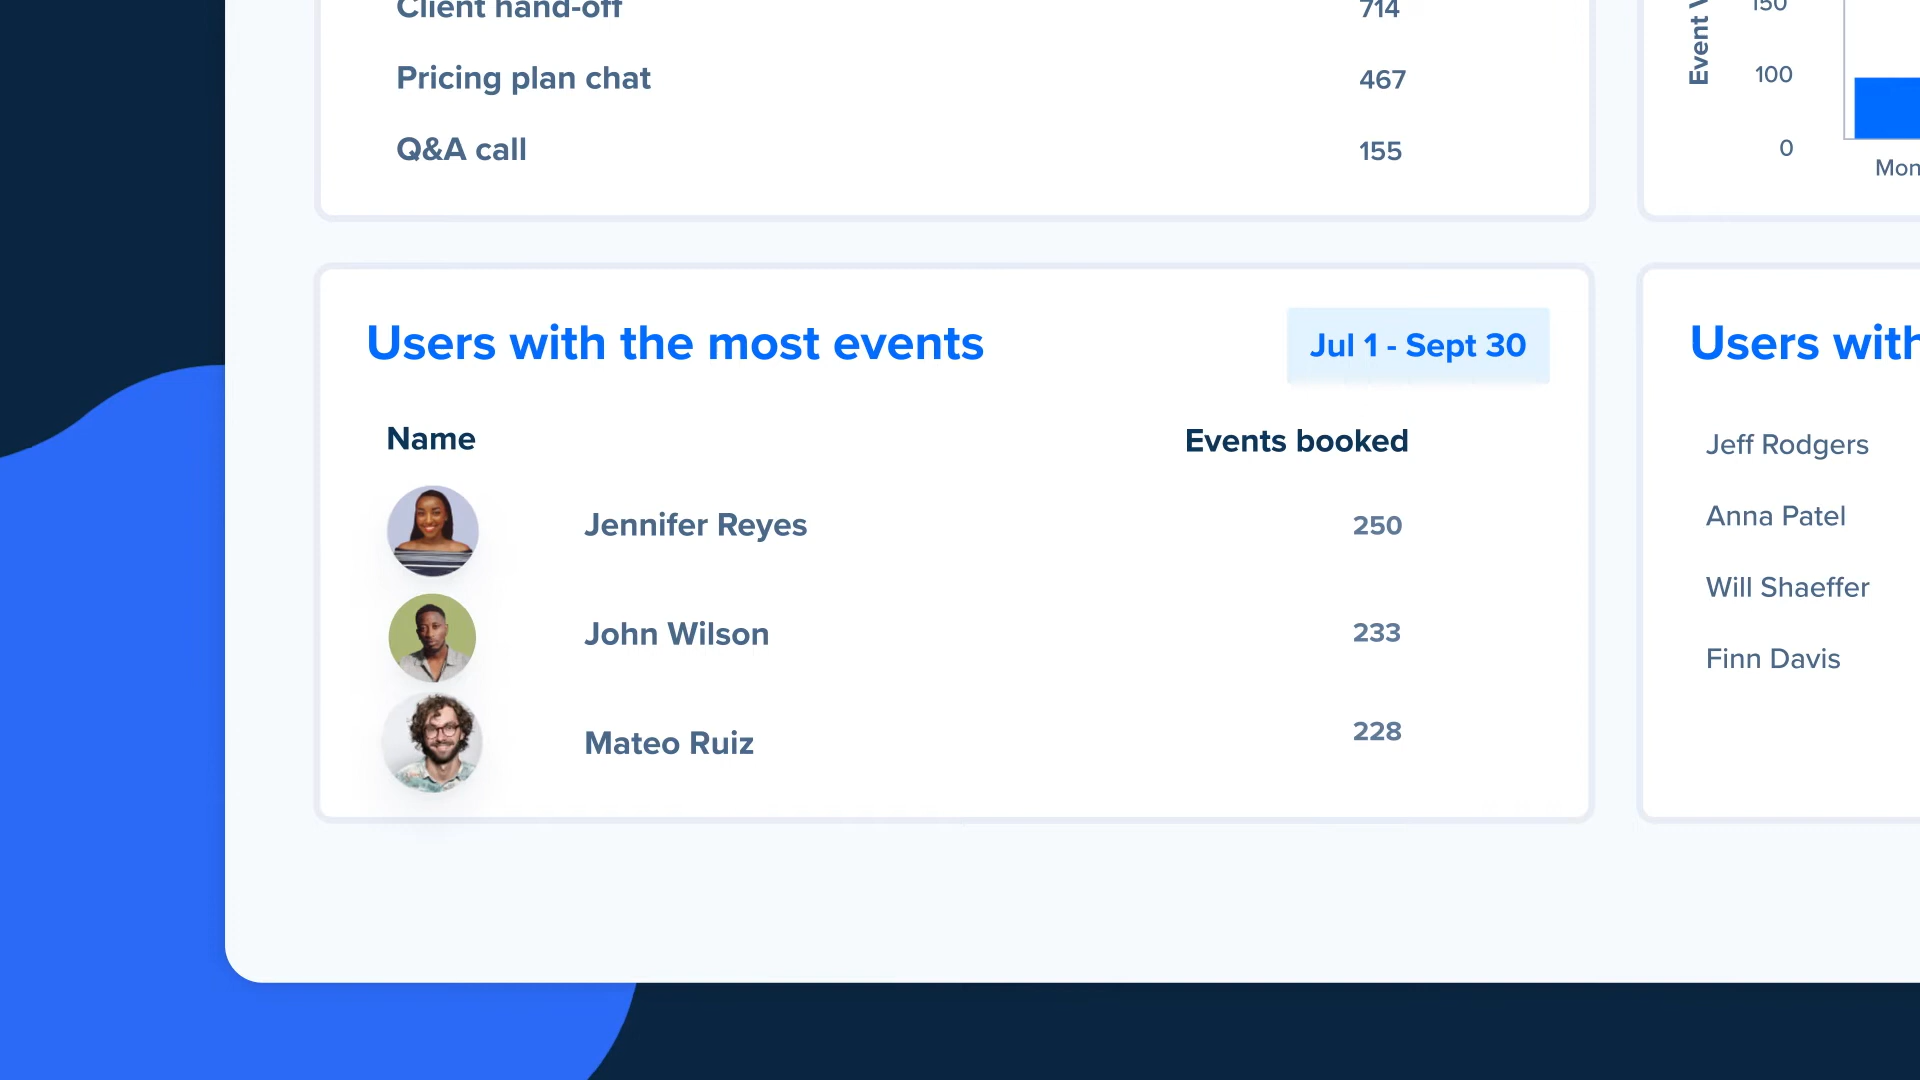 Client hand-off 714
Pricing plan chat 467
Q&A call 155
Event
150
100
0
Mon
Users with the most events
Jul 1 - Sept 30
Name Events booked
Jennifer Reyes 250
John Wilson 233
Mateo Ruiz 228
Users with
Jeff Rodgers
Anna Patel
Will Shaeffer
Finn Davis